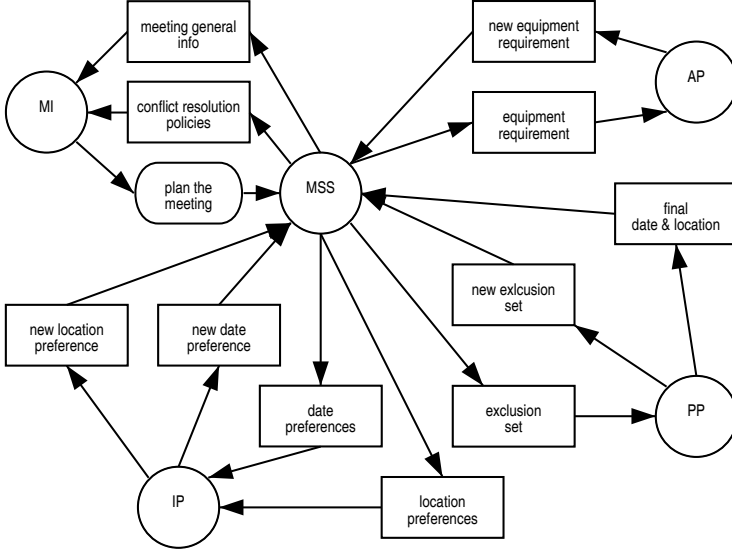 meeting general
info
new equipment
requirement
AP
MI
conflict resolution
policies
equipment
requirement
plan the
meeting
MSS
final
date & location
new exlcusion
set
new location
preference
new date
preference
date
preferences
exclusion
set
PP
IP
location
preferences